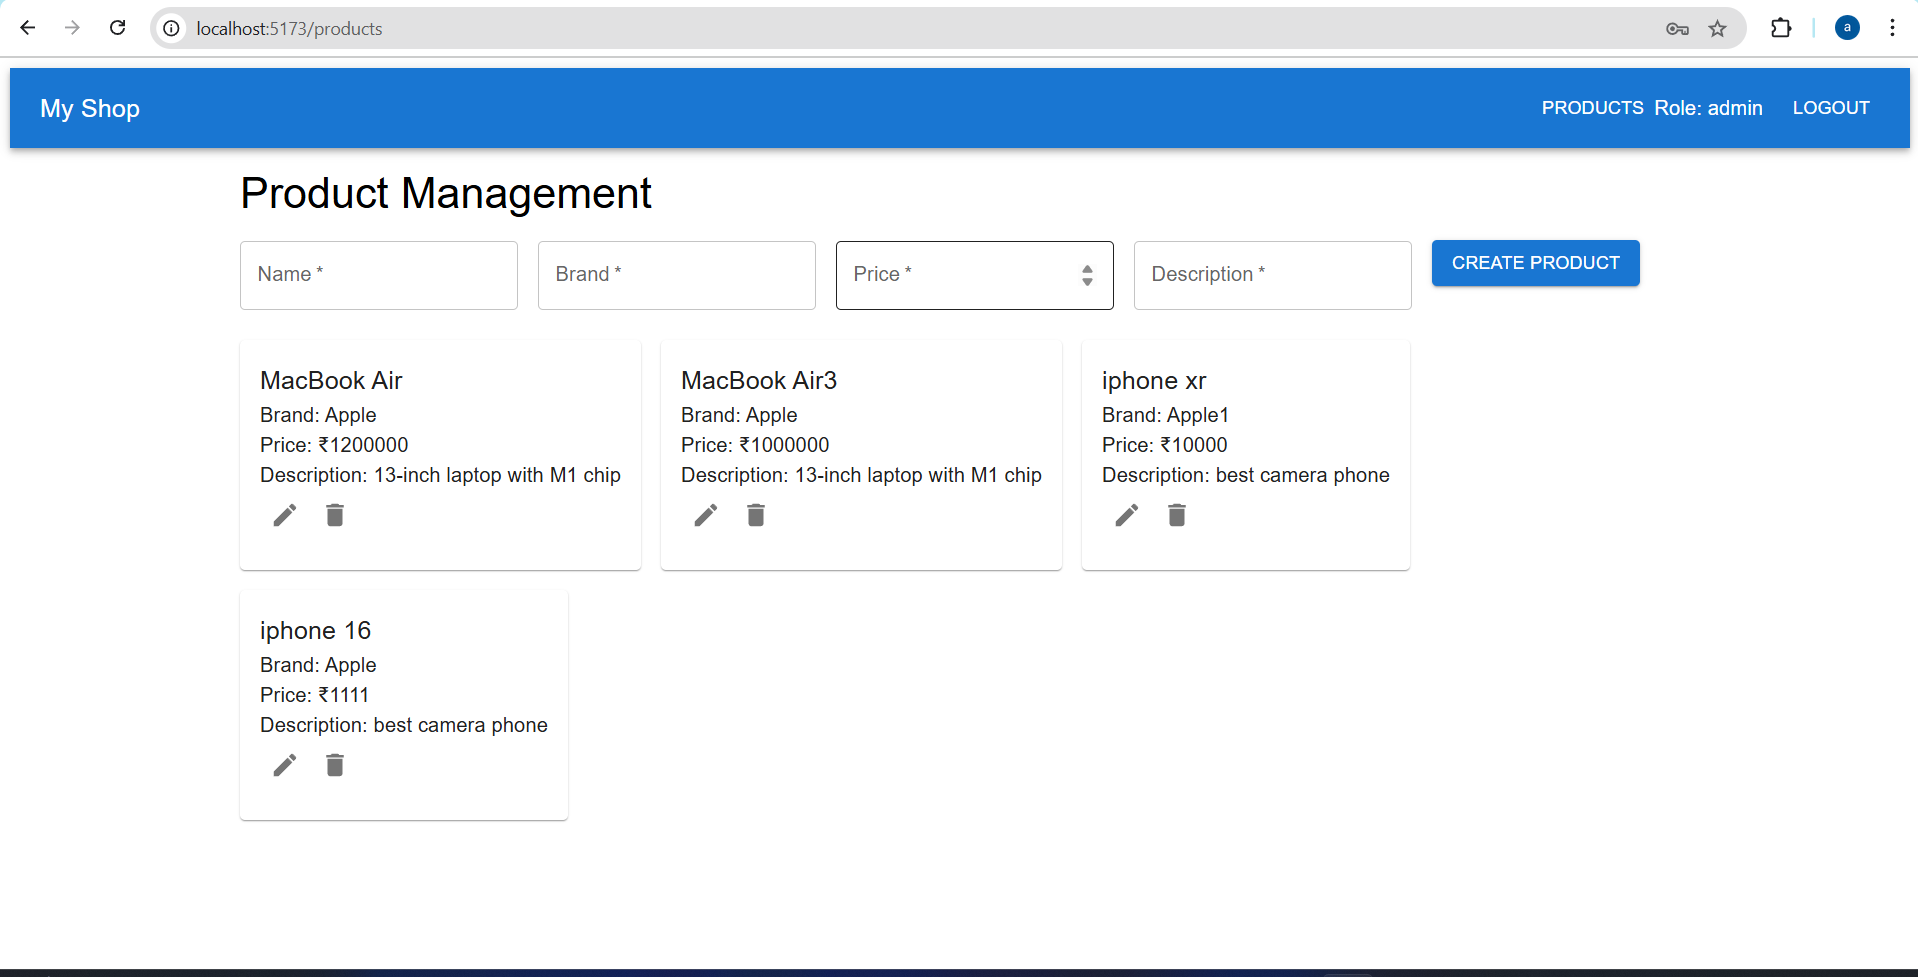 localhost:5173/products
a
My Shop
PRODUCTS Role: admin LOGOUT
Product Management
Name *
Brand *
Price *
Description *
CREATE PRODUCT
MacBook Air
Brand: Apple
Price: ₹1200000
Description: 13-inch laptop with M1 chip
MacBook Air3
Brand: Apple
Price: ₹1000000
Description: 13-inch laptop with M1 chip
iphone xr
Brand: Apple1
Price: ₹10000
Description: best camera phone
iphone 16
Brand: Apple
Price: ₹1111
Description: best camera phone